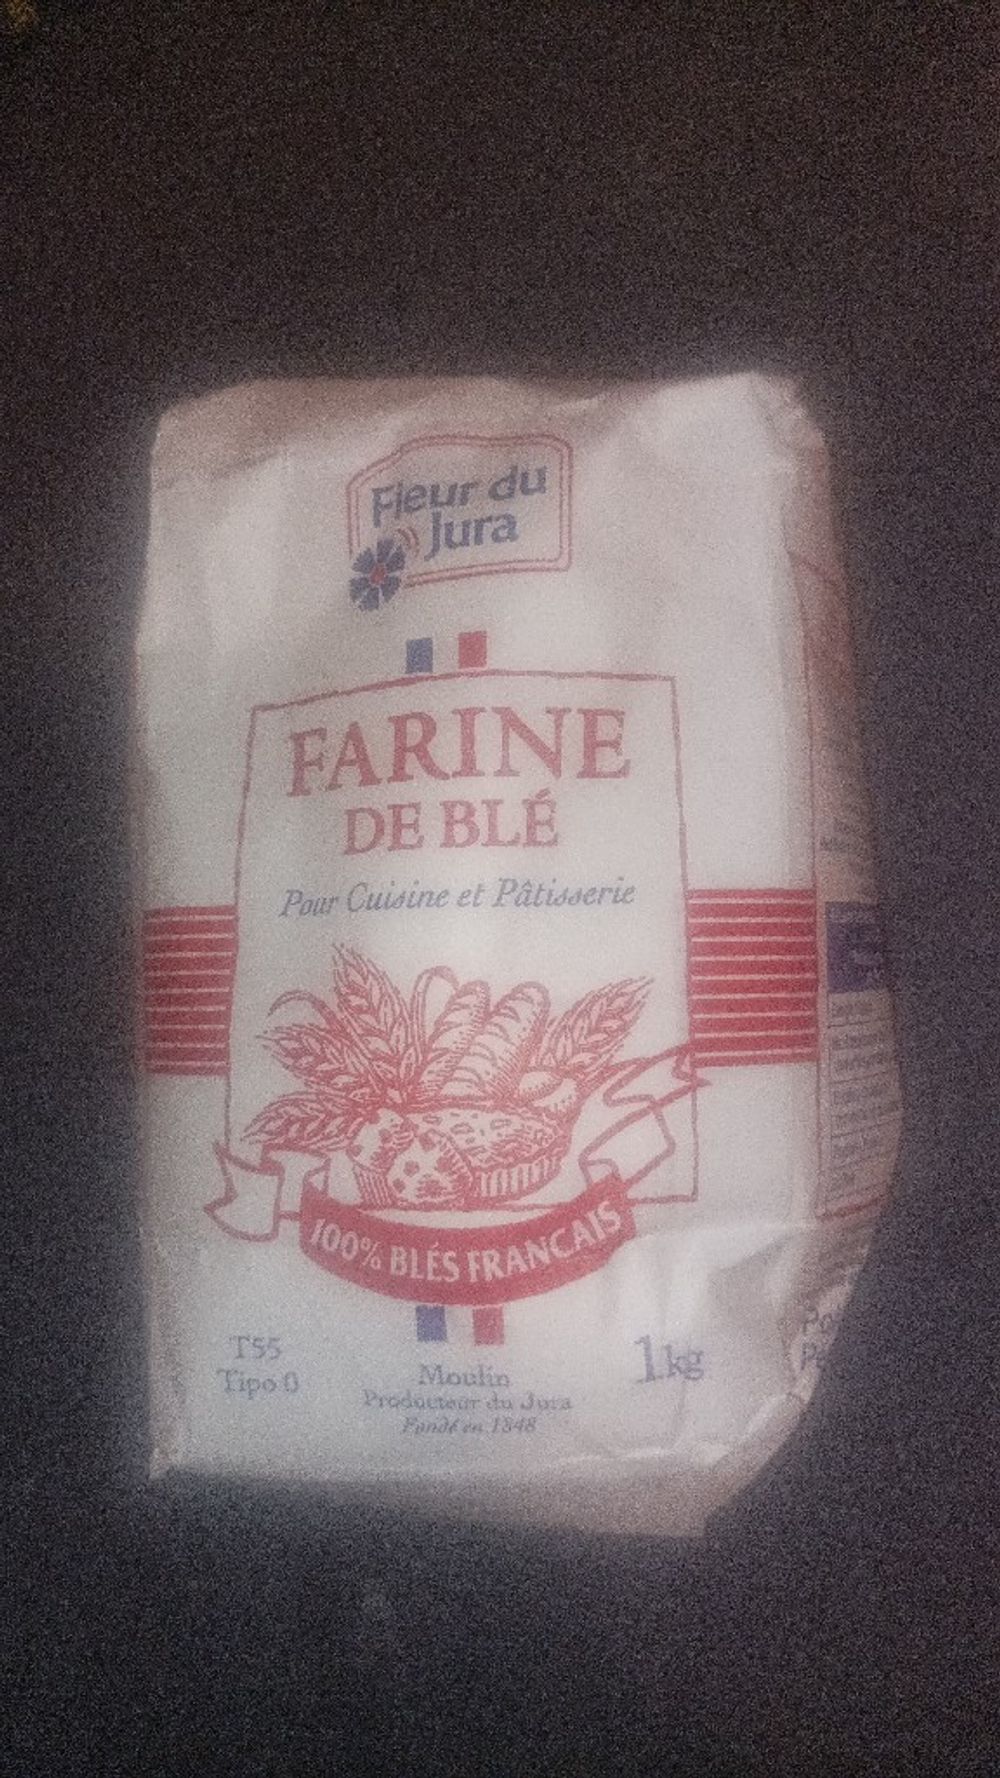 Fleur du
Jura
FARINE
DE BLÉ
Pour Cuisine et Pâtisserie
100% BLÉS FRANÇAIS
T55
Tipo 0
Moulin
Producteur du Jura
Fondé en 1848
1kg